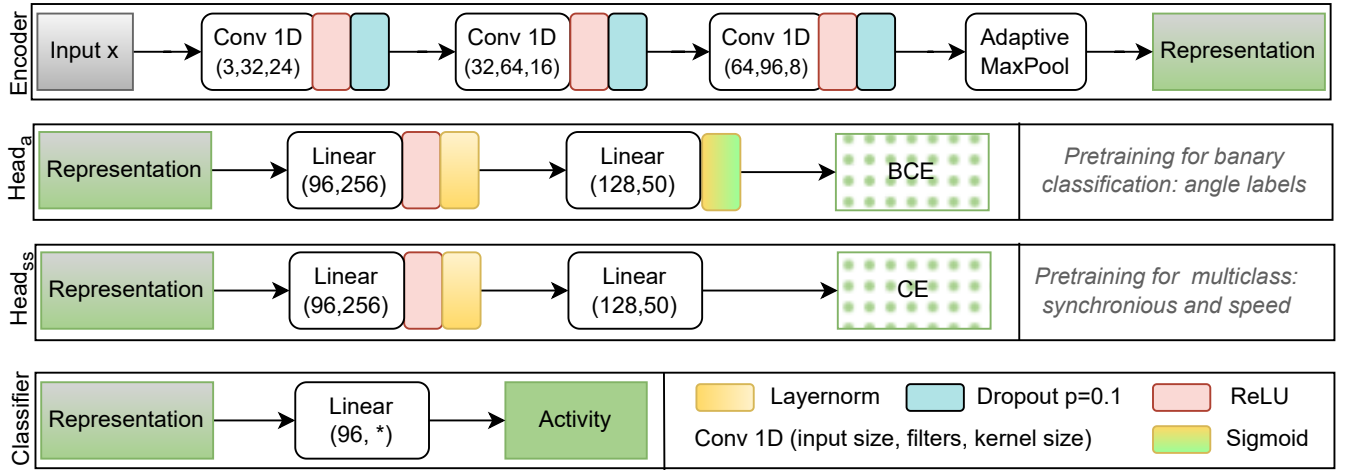 Encoder
Input x
Conv 1D
(3,32,24)
Conv 1D
(32,64,16)
Conv 1D
(64,96,8)
Adaptive
MaxPool
Representation
Head_a
Representation
Linear
(96,256)
Linear
(128,50)
BCE
Pretraining for banary
classification: angle labels
Head_ss
Representation
Linear
(96,256)
Linear
(128,50)
CE
Pretraining for multiclass:
synchronious and speed
Classifier
Representation
Linear
(96, *)
Activity
Layernorm
Dropout p=0.1
ReLU
Conv 1D (input size, filters, kernel size)
Sigmoid